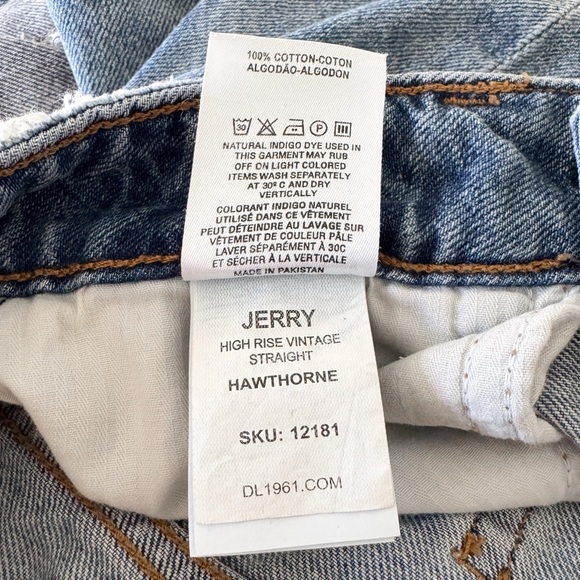 100% COTTON-COTON
ALGODÃO-ALGODON
30 P
NATURAL INDIGO DYE USED IN
THIS GARMENT MAY RUB
OFF ON LIGHT COLORED
ITEMS WASH SEPARATELY
AT 30º C AND DRY
VERTICALLY
COLORANT INDIGO NATUREL
UTILISÉ DANS CE VÊTEMENT
PEUT DÉTEINDRE AU LAVAGE SUR
VÊTEMENT DE COULEUR PÂLE
LAVER SÉPARÉMENT À 30C
ET SÉCHER À LA VERTICALE
MADE IN PAKISTAN
JERRY
HIGH RISE VINTAGE
STRAIGHT
HAWTHORNE
SKU: 12181
DL1961.COM